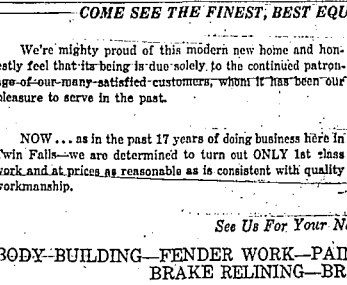 COME SEE THE FINEST, BEST EQU
We're mighty proud of this modern new home and hon-
estly feel that its being is due solely to the continued patron-
age of our many satisfied customers, whom it has been our
pleasure to serve in the past.
NOW... as in the past 17 years of doing business here in
Twin Falls—we are determined to turn out ONLY 1st class
work and at prices as reasonable as is consistent with quality
workmanship.
See Us For Your N
BODY BUILDING—FENDER WORK—PAI
BRAKE RELINING—BR